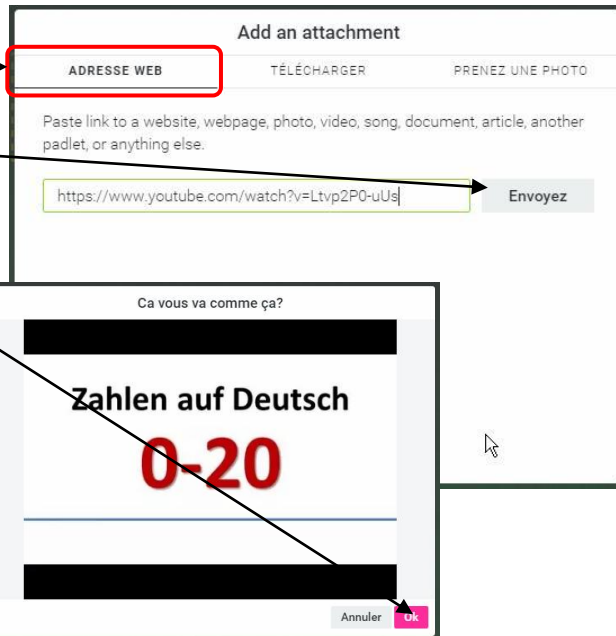 Add an attachment
ADRESSE WEB TÉLÉCHARGER PRENEZ UNE PHOTO
Paste link to a website, webpage, photo, video, song, document, article, another
padlet, or anything else.
https://www.youtube.com/watch?v=Ltvp2P0-uUs Envoyez
Ca vous va comme ça?
Zahlen auf Deutsch
0-20
Annuler Ok